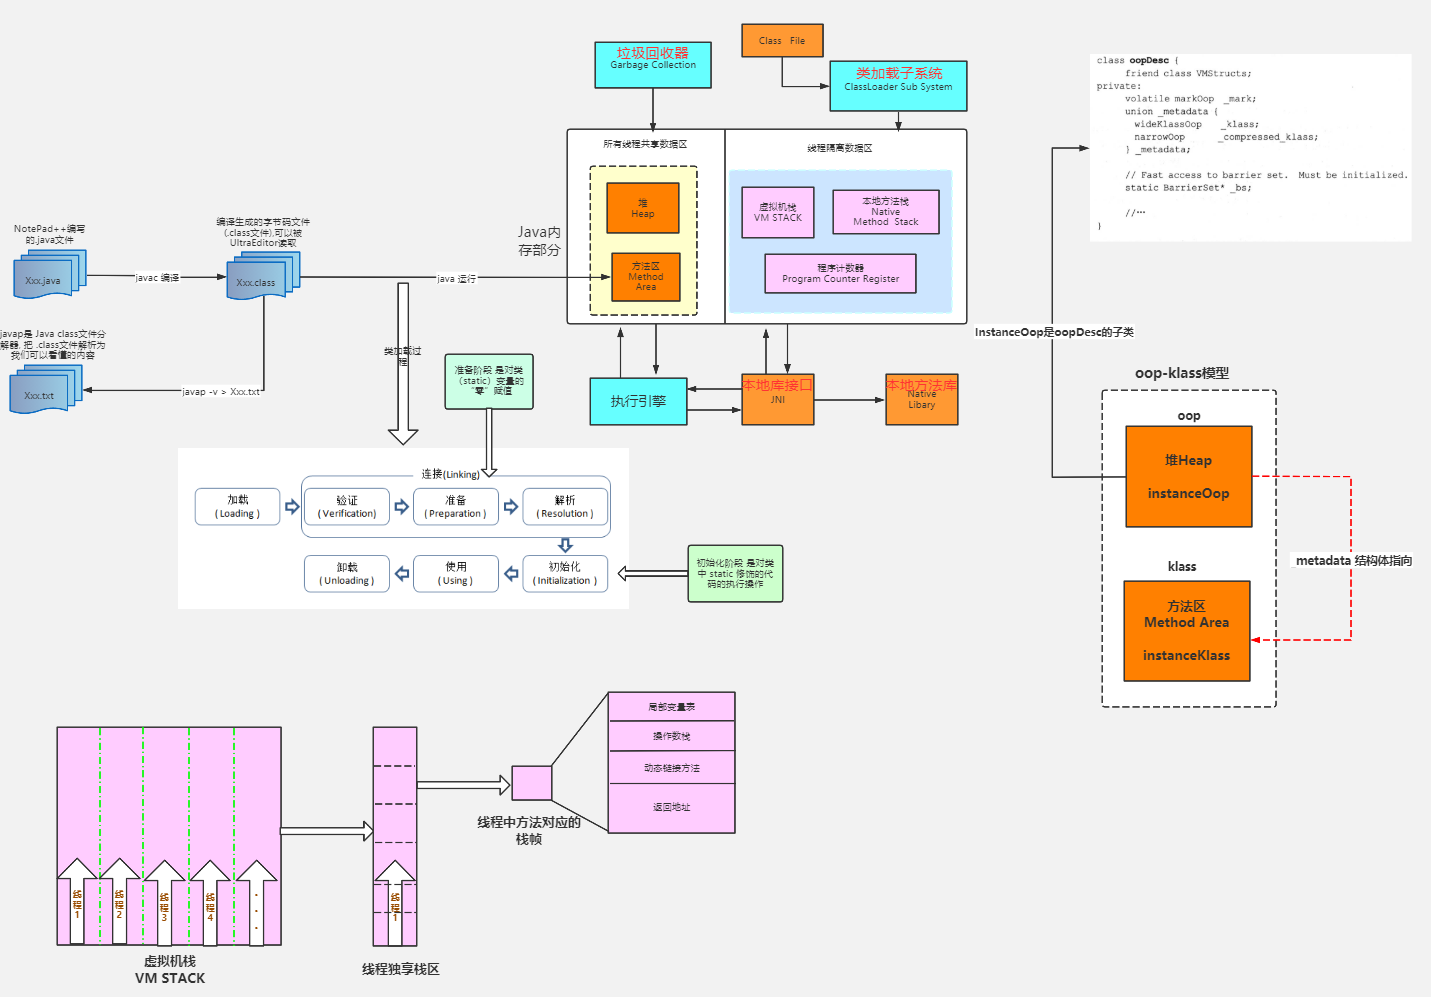 Class File
垃圾回收器
Garbage Collection
类加载子系统
ClassLoader Sub System
所有线程共享数据区
线程隔离数据区
堆
Heap
方法区
Method
Area
虚拟机栈
VM STACK
本地方法栈
Native
Method Stack
程序计数器
Program Counter Register
Java内
存部分
NotePad++编写
的.java文件
Xxx.java
javac 编译
编译生成的字节码文件
(.class文件),可以被
UltraEditor读取
Xxx.class
java 运行
javap是 Java class文件分
解器, 把 .class文件解析为
我们可以看懂的内容
Xxx.txt
javap -v > Xxx.txt
类加载过
程
准备阶段 是对类
（static）变量的
“零”赋值
执行引擎
本地库接口
JNI
本地方法库
Native
Libary
连接(Linking)
加载
( Loading )
验证
( Verification)
准备
( Preparation )
解析
( Resolution )
卸载
( Unloading )
使用
( Using )
初始化
( Initialization )
初始化阶段 是对类
中 static 修饰的代
码的执行操作
class oopDesc {
friend class VMStructs;
private:
volatile markOop _mark;
union _metadata {
wideKlassOop _klass;
narrowOop _compressed_klass;
} _metadata;
// Fast access to barrier set. Must be initialized.
static BarrierSet* _bs;
//…
}
InstanceOop是oopDesc的子类
oop-klass模型
oop
堆Heap
instanceOop
_metadata 结构体指向
klass
方法区
Method Area
instanceKlass
线程1
线程2
线程3
线程4
. . .
虚拟机栈
VM STACK
线程1
线程独享栈区
线程中方法对应的
栈帧
局部变量表
操作数栈
动态链接方法
返回地址